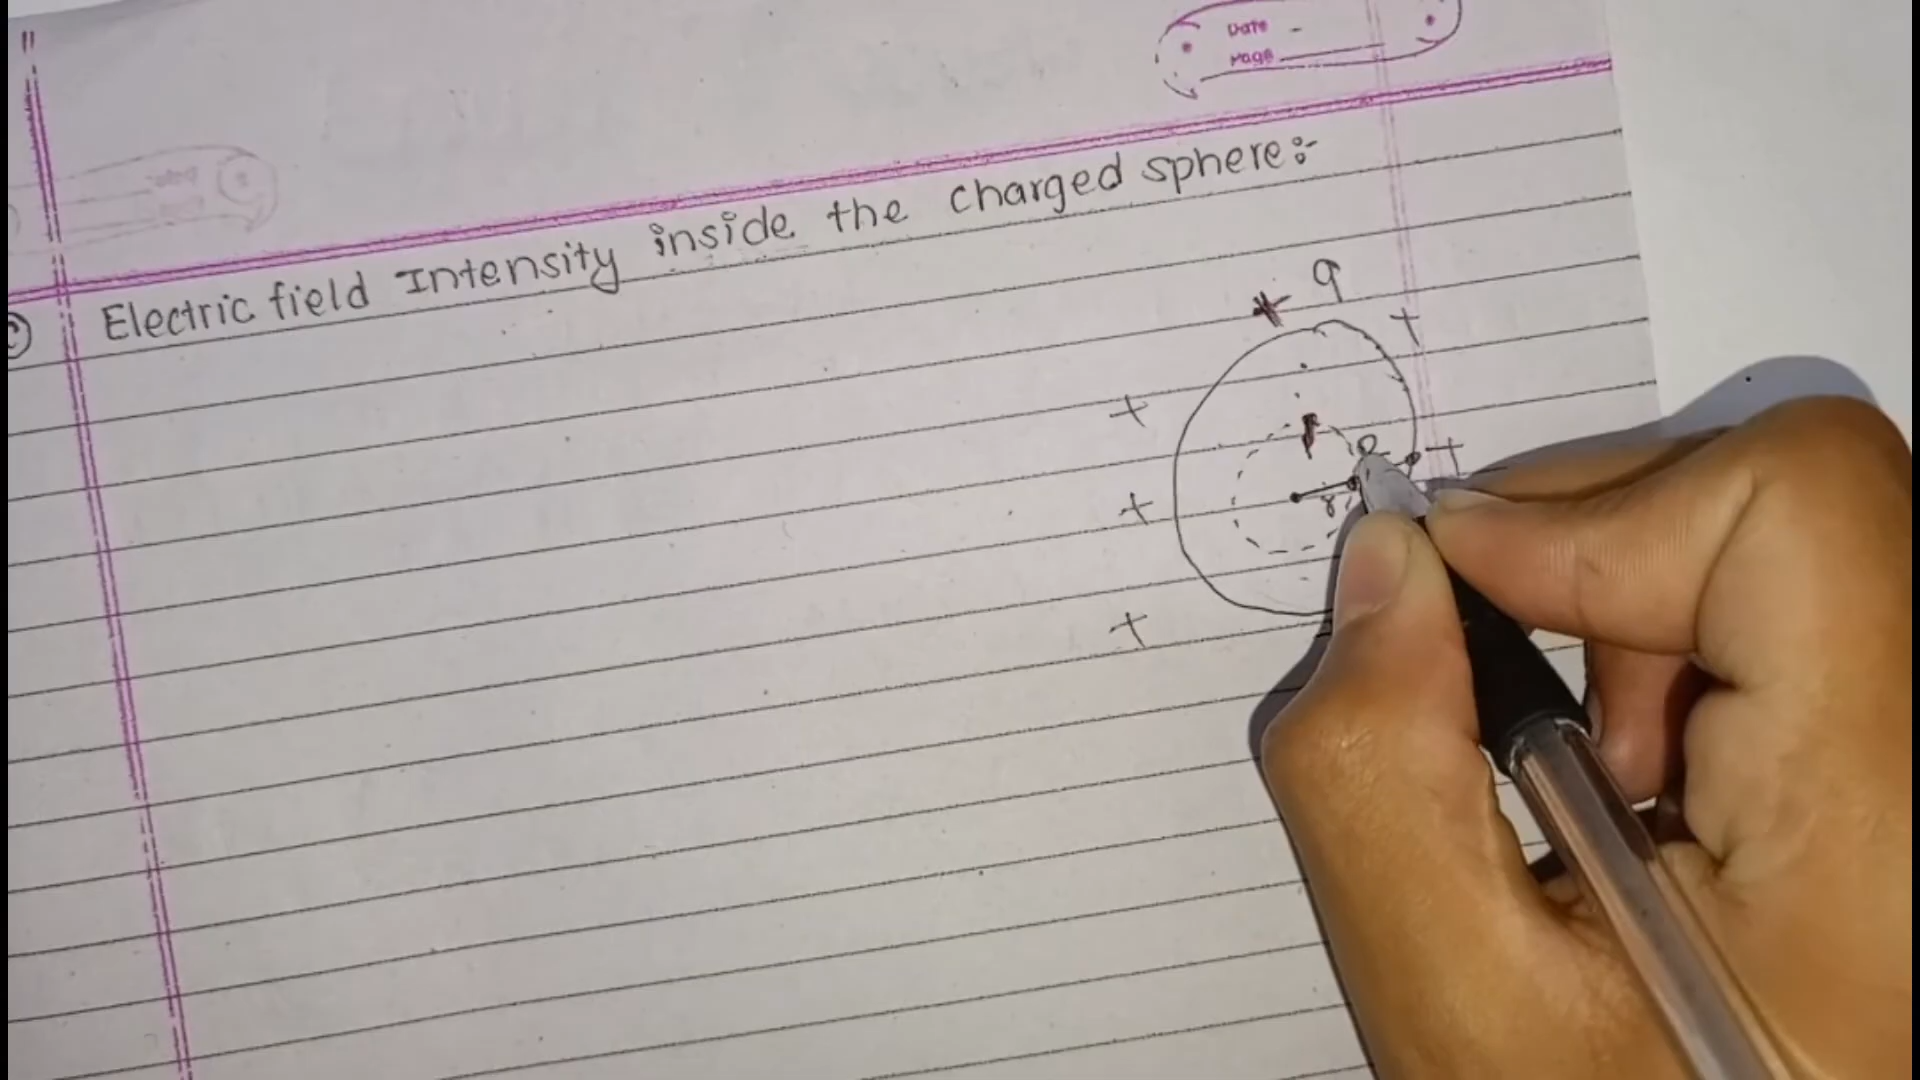 Date
Page
Electric field Intensity inside the charged sphere:-
q
+
+
+
P
r
+
+